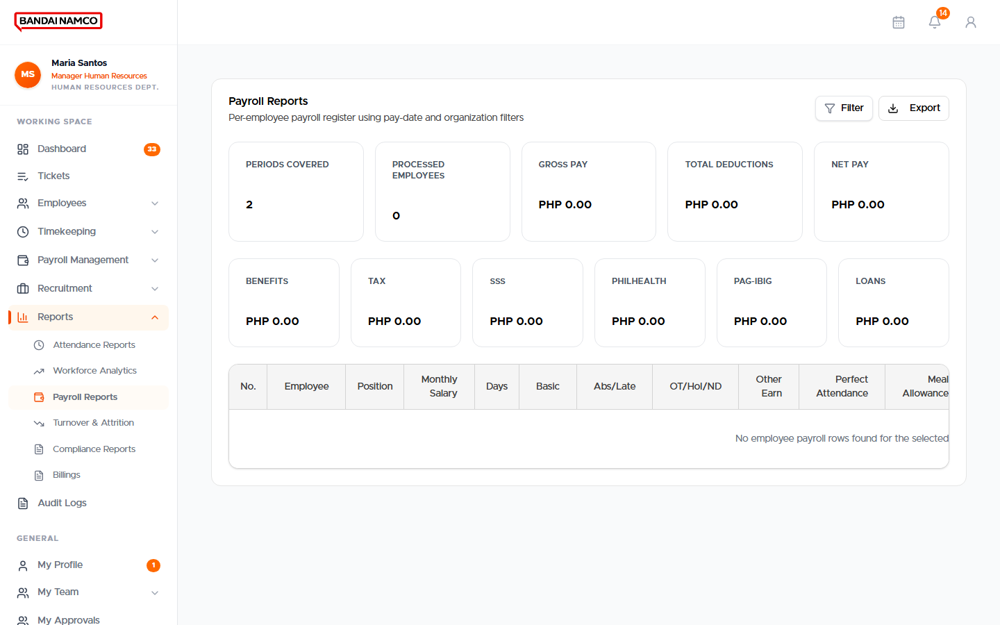 BANDAI NAMCO
14
MS
Maria Santos
Manager Human Resources
HUMAN RESOURCES DEPT.
WORKING SPACE
Dashboard
33
Tickets
Employees
Timekeeping
Payroll Management
Recruitment
Reports
Attendance Reports
Workforce Analytics
Payroll Reports
Turnover & Attrition
Compliance Reports
Billings
Audit Logs
GENERAL
My Profile
1
My Team
My Approvals
Payroll Reports
Per-employee payroll register using pay-date and organization filters
Filter
Export
PERIODS COVERED
2
PROCESSED
EMPLOYEES
0
GROSS PAY
PHP 0.00
TOTAL DEDUCTIONS
PHP 0.00
NET PAY
PHP 0.00
BENEFITS
PHP 0.00
TAX
PHP 0.00
SSS
PHP 0.00
PHILHEALTH
PHP 0.00
PAG-IBIG
PHP 0.00
LOANS
PHP 0.00
No.
Employee
Position
Monthly
Salary
Days
Basic
Abs/Late
OT/Hol/ND
Other
Earn
Perfect
Attendance
Meal
Allowance
No employee payroll rows found for the selected